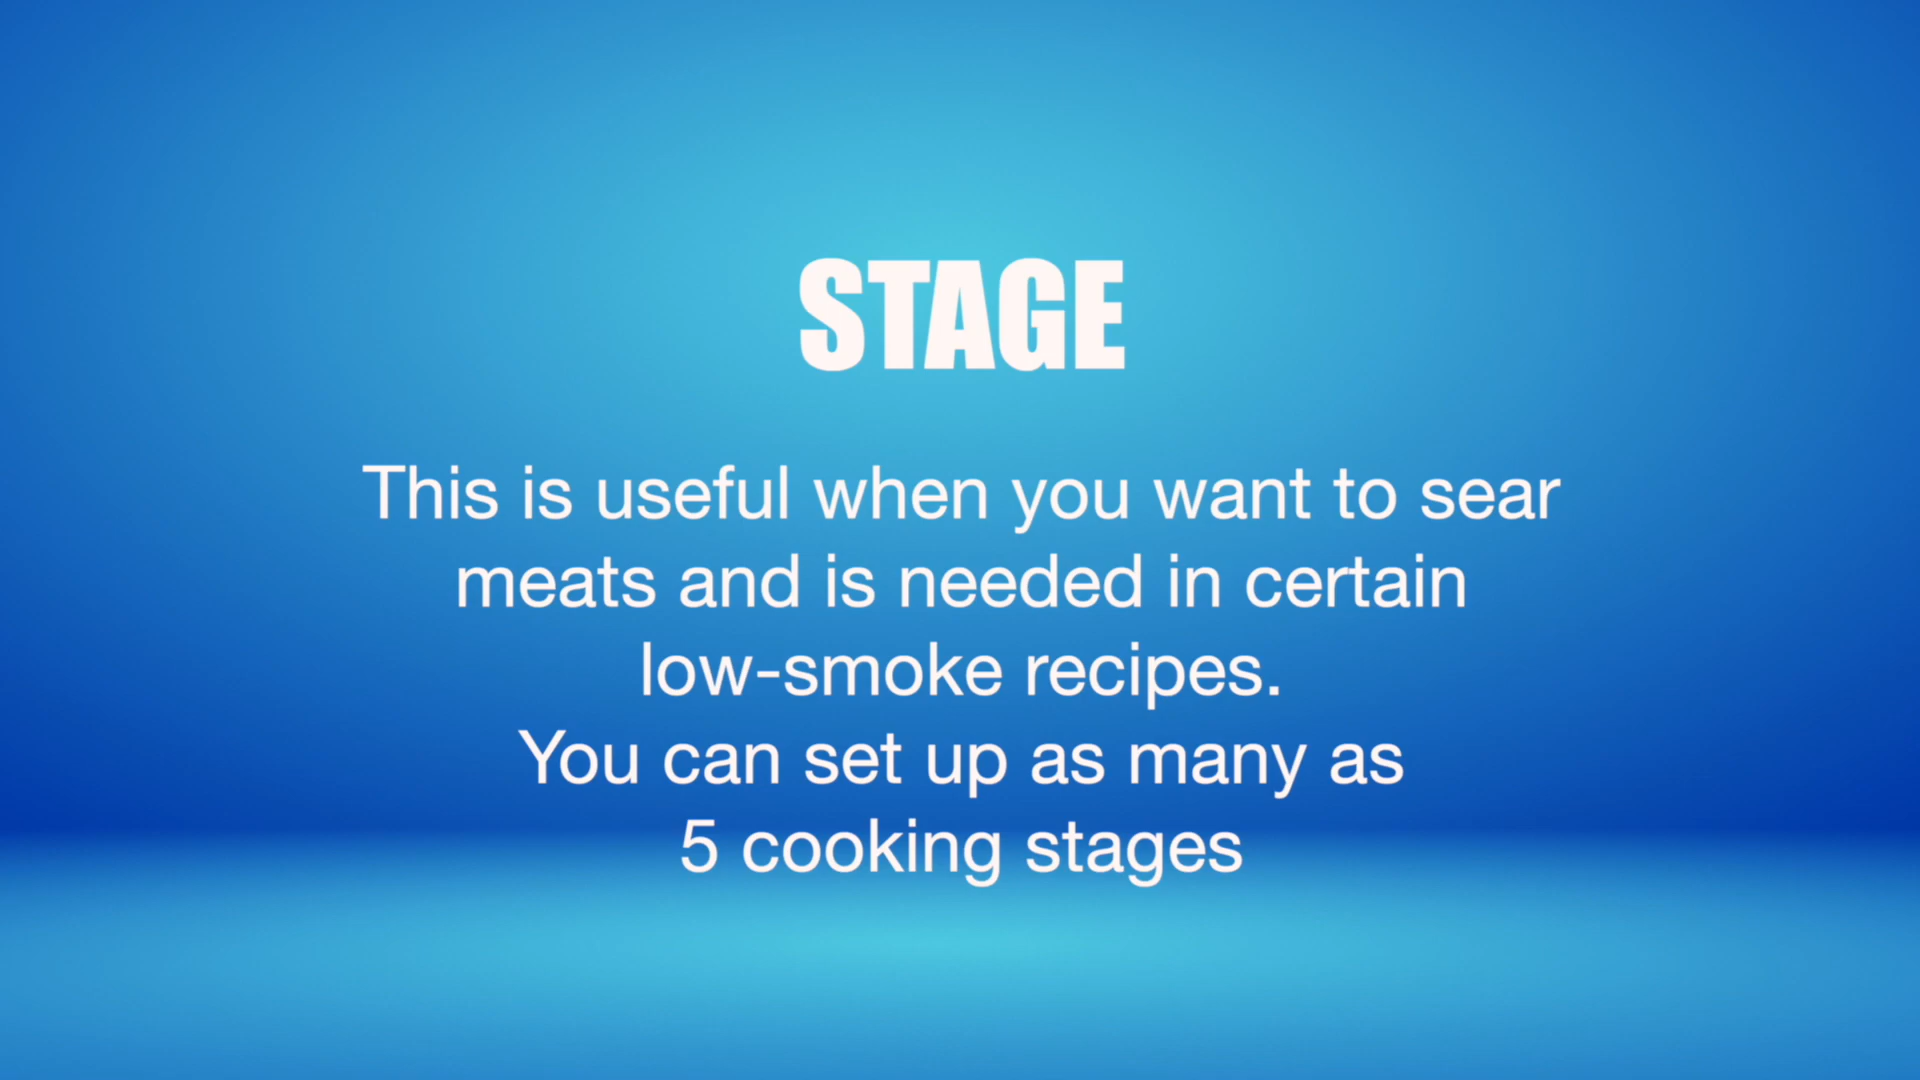 STAGE
This is useful when you want to sear
meats and is needed in certain
low-smoke recipes.
You can set up as many as
5 cooking stages